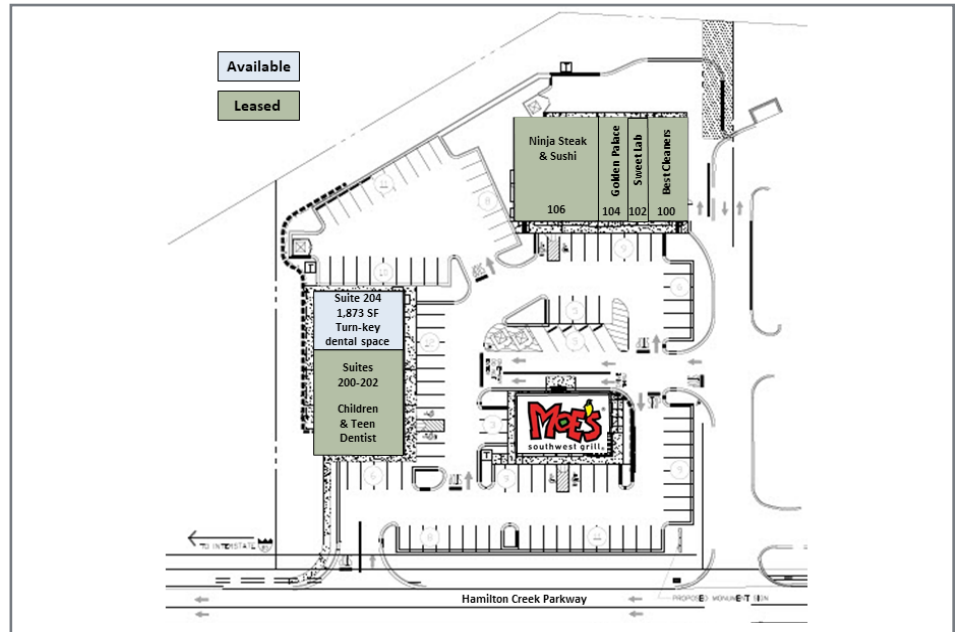 Available
Leased
Ninja Steak
& Sushi
106
Golden Palace
104
Sweet Lab
102
Best Cleaners
100
T
T
Suite 204
1,873 SF
Turn-key
dental space
Suites
200-202
Children
& Teen
Dentist
MOE'S
southwest grill
T
TO INTERSTATE
Hamilton Creek Parkway
PROPOSED MONUMENT SIGN